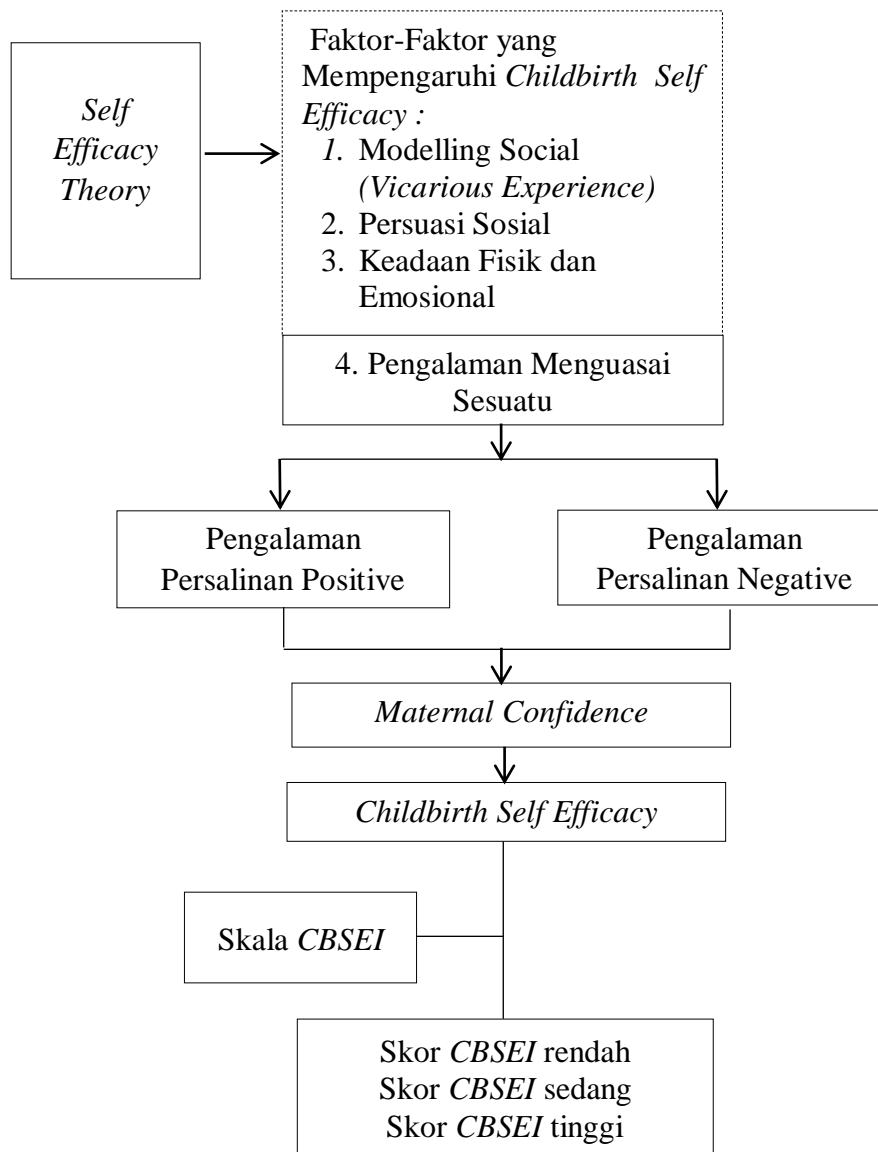 Self
Efficacy
Theory
Faktor-Faktor yang
Mempengaruhi Childbirth Self
Efficacy :
1. Modelling Social
(Vicarious Experience)
2. Persuasi Sosial
3. Keadaan Fisik dan
Emosional
4. Pengalaman Menguasai
Sesuatu
Pengalaman
Persalinan Positive
Pengalaman
Persalinan Negative
Maternal Confidence
Childbirth Self Efficacy
Skala CBSEI
Skor CBSEI rendah
Skor CBSEI sedang
Skor CBSEI tinggi